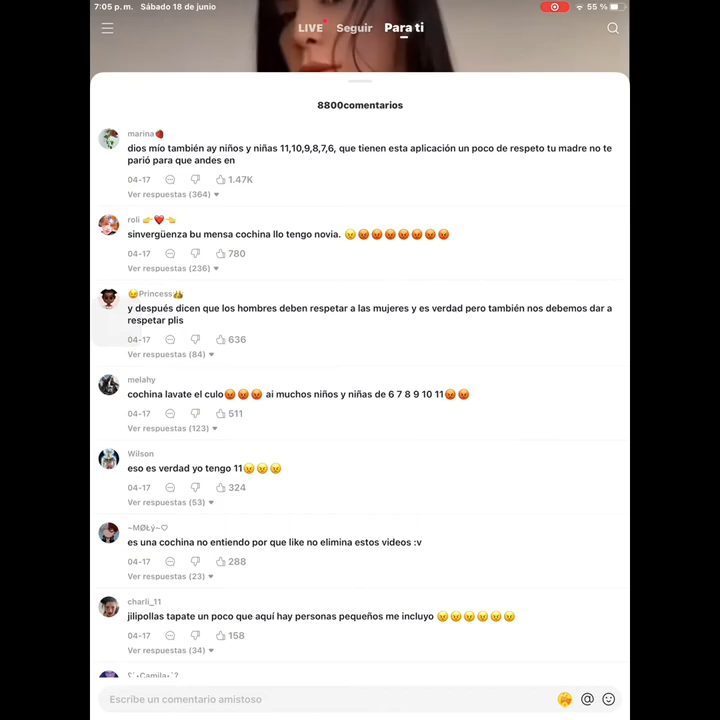 7:05 p. m. Sábado 18 de junio
55 %
LIVE Seguir Para ti
8800comentarios
marina🍓
dios mío también ay niños y niñas 11,10,9,8,7,6, que tienen esta aplicación un poco de respeto tu madre no te
parió para que andes en
04-17 1.47K
Ver respuestas (364) ▼
roli 👉❤️👈
sinvergüenza bu mensa cochina llo tengo novia. 😠😡😡😡😡😡😡😡
04-17 780
Ver respuestas (236) ▼
😏Princess👸
y después dicen que los hombres deben respetar a las mujeres y es verdad pero también nos debemos dar a
respetar plis
04-17 636
Ver respuestas (84) ▼
melahy
cochina lavate el culo😡😡😡 ai muchos niños y niñas de 6 7 8 9 10 11😡😡
04-17 511
Ver respuestas (123) ▼
Wilson
eso es verdad yo tengo 11😠😠😠
04-17 324
Ver respuestas (53) ▼
~MØŁý~♡
es una cochina no entiendo por que like no elimina estos videos :v
04-17 288
Ver respuestas (23) ▼
charli_11
jilipollas tapate un poco que aquí hay personas pequeños me incluyo 😠😠😠😠😠😠
04-17 158
Ver respuestas (34) ▼
Escribe un comentario amistoso